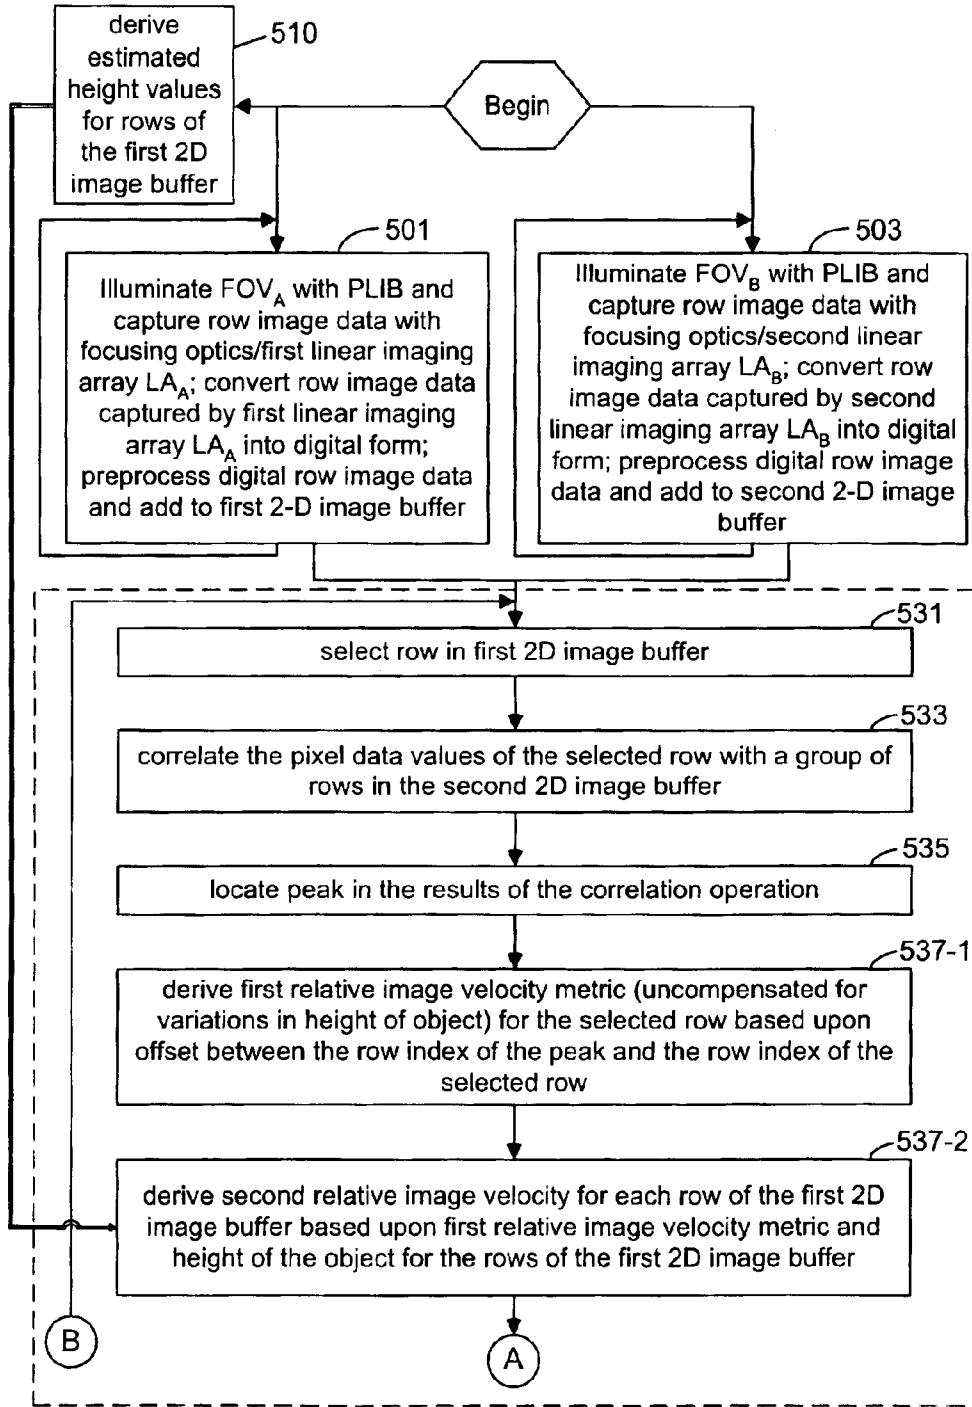 derive
estimated
height values
for rows of
the first 2D
image buffer
510
Begin
501
Illuminate FOVA with PLIB and
capture row image data with
focusing optics/first linear imaging
array LAA; convert row image data
captured by first linear imaging
array LAA into digital form;
preprocess digital row image data
and add to first 2-D image buffer
503
Illuminate FOVB with PLIB and
capture row image data with
focusing optics/second linear
imaging array LAB; convert row
image data captured by second
linear imaging array LAB into digital
form; preprocess digital row image
data and add to second 2-D image
buffer
531
select row in first 2D image buffer
533
correlate the pixel data values of the selected row with a group of
rows in the second 2D image buffer
535
locate peak in the results of the correlation operation
537-1
derive first relative image velocity metric (uncompensated for
variations in height of object) for the selected row based upon
offset between the row index of the peak and the row index of the
selected row
537-2
derive second relative image velocity for each row of the first 2D
image buffer based upon first relative image velocity metric and
height of the object for the rows of the first 2D image buffer
B
A